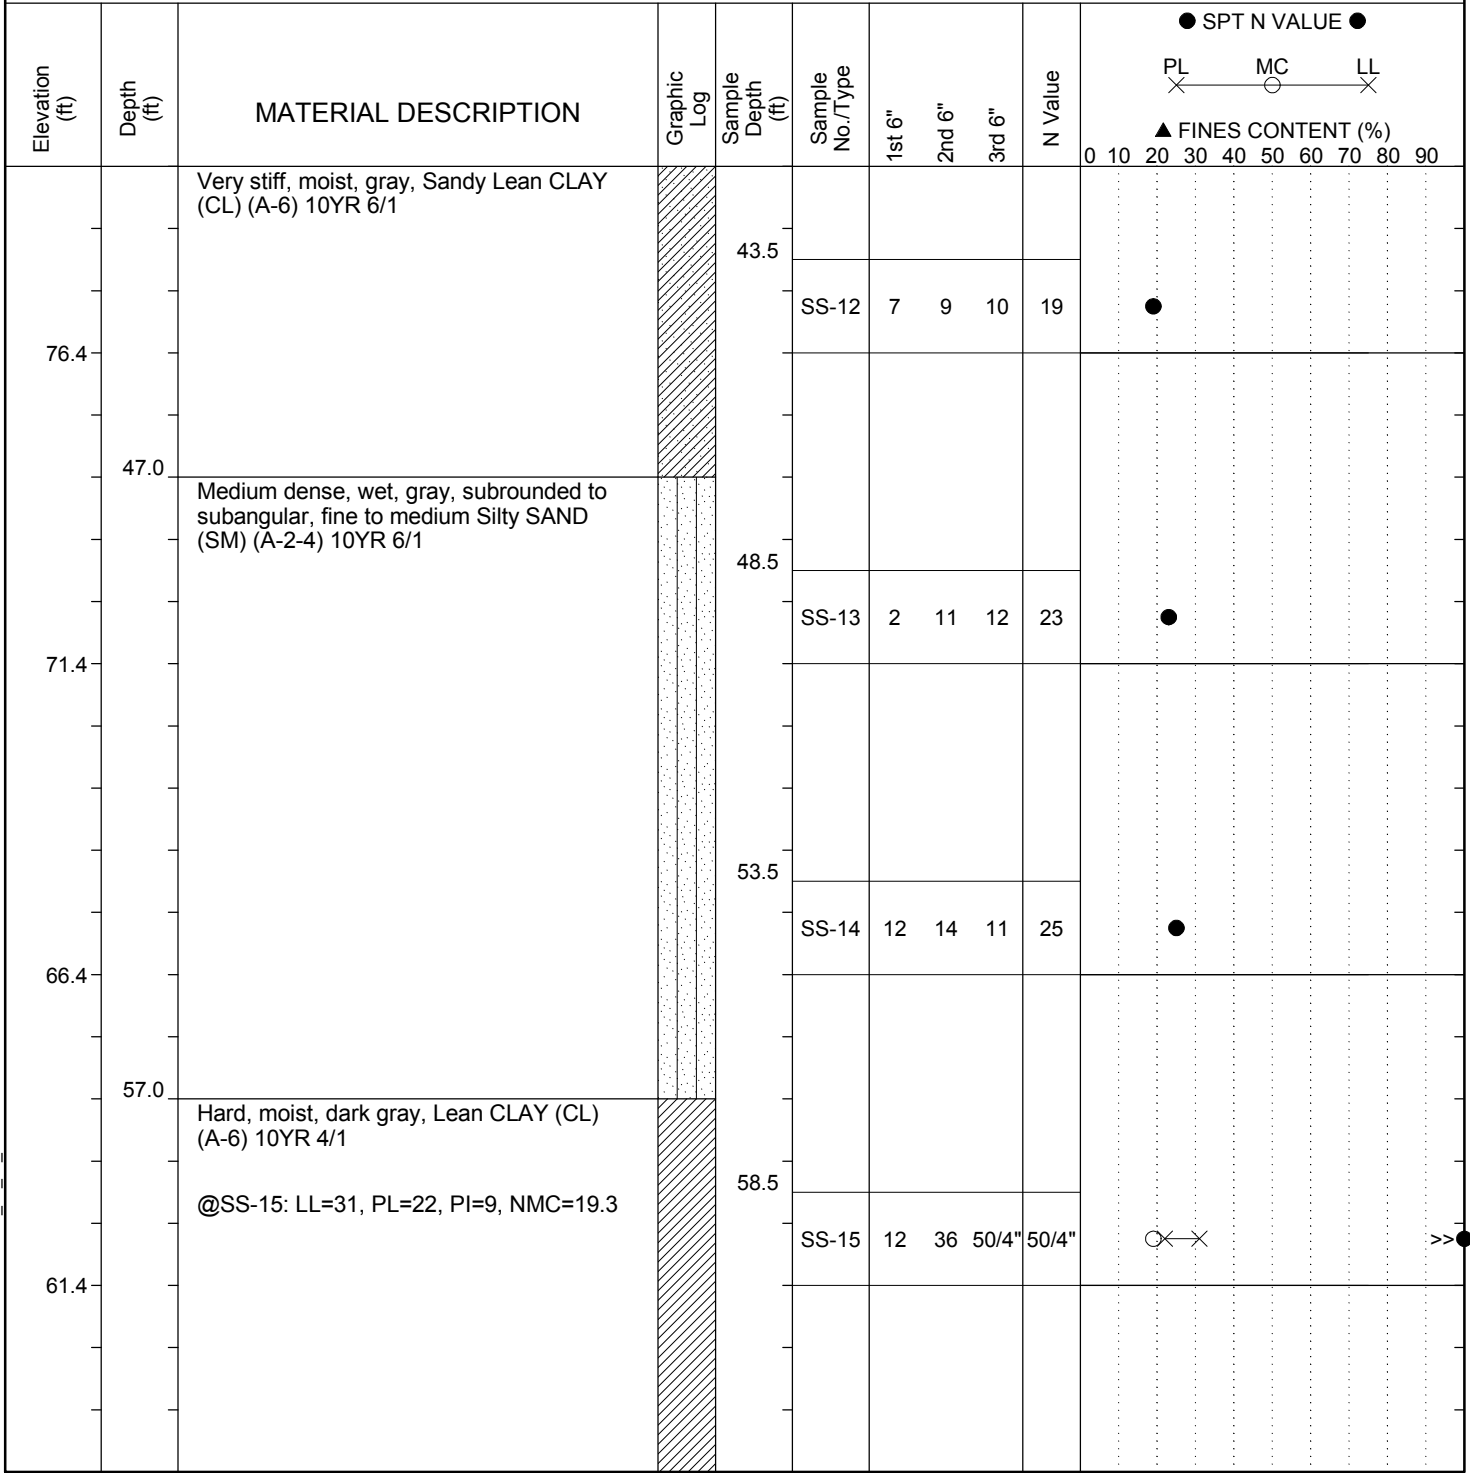 ● SPT N VALUE ●
PL MC LL
▲ FINES CONTENT (%)
0 10 20 30 40 50 60 70 80 90
Elevation
(ft)
Depth
(ft)
MATERIAL DESCRIPTION
Graphic
Log
Sample
Depth
(ft)
Sample
No./Type
1st 6"
2nd 6"
3rd 6"
N Value
Very stiff, moist, gray, Sandy Lean CLAY
(CL) (A-6) 10YR 6/1
43.5
SS-12 7 9 10 19
76.4
47.0
Medium dense, wet, gray, subrounded to
subangular, fine to medium Silty SAND
(SM) (A-2-4) 10YR 6/1
48.5
SS-13 2 11 12 23
71.4
53.5
SS-14 12 14 11 25
66.4
57.0
Hard, moist, dark gray, Lean CLAY (CL)
(A-6) 10YR 4/1
58.5
@SS-15: LL=31, PL=22, PI=9, NMC=19.3
SS-15 12 36 50/4" 50/4" >>
61.4